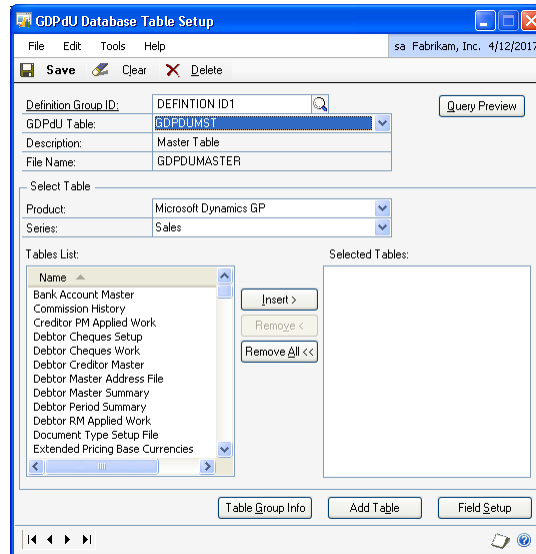 GDPdU Database Table Setup
File Edit Tools Help sa Fabrikam, Inc. 4/12/2017
Save Clear Delete
Definition Group ID: DEFINTION ID1 Query Preview
GDPdU Table: GDPDUMST
Description: Master Table
File Name: GDPDUMASTER
Select Table
Product: Microsoft Dynamics GP
Series: Sales
Tables List: Selected Tables:
Name
Bank Account Master
Commission History
Creditor PM Applied Work
Debtor Cheques Setup
Debtor Cheques Work
Debtor Creditor Master
Debtor Master Address File
Debtor Master Summary
Debtor Period Summary
Debtor RM Applied Work
Document Type Setup File
Extended Pricing Base Currencies
Insert >
Remove <
Remove All <<
Table Group Info Add Table Field Setup